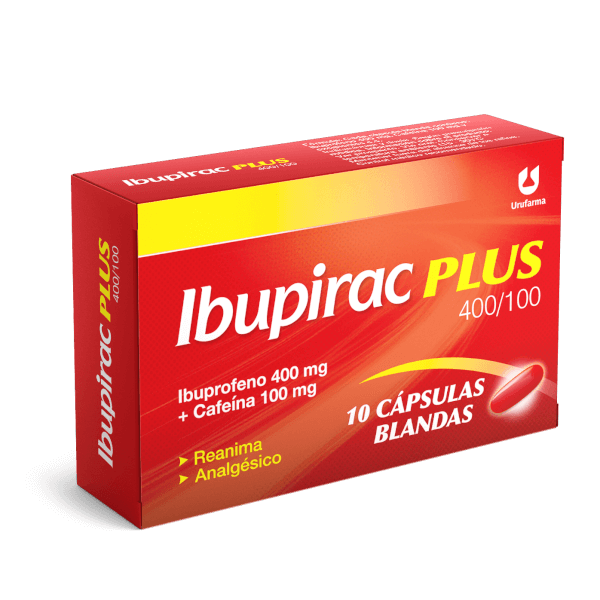 Ibupirac PLUS
400/100
Ibupirac PLUS
400/100
Urufarma
Ibupirac PLUS
400/100
Ibuprofeno 400 mg
+ Cafeína 100 mg
10 CÁPSULAS
BLANDAS
➤ Reanima
➤ Analgésico